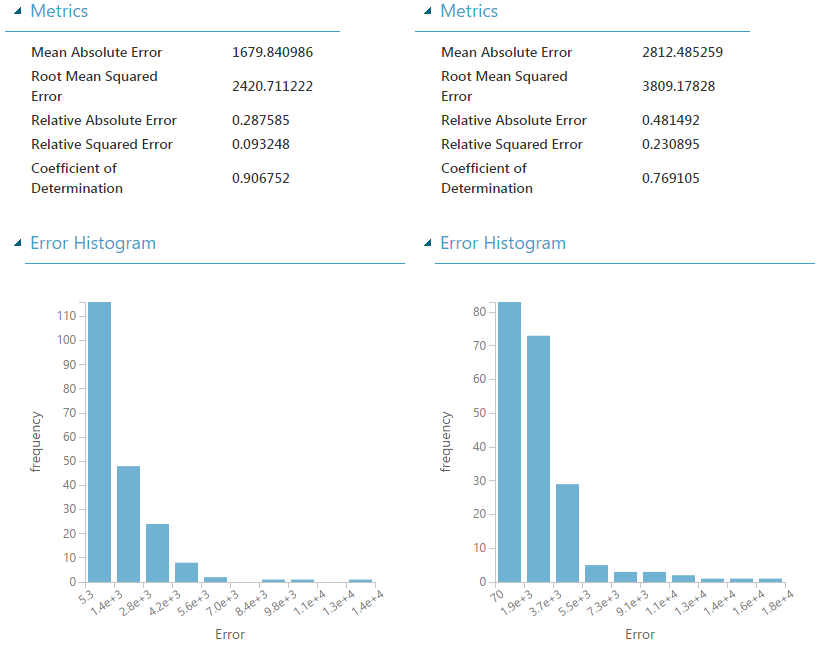 Metrics
Mean Absolute Error 1679.840986
Root Mean Squared
Error 2420.711222
Relative Absolute Error 0.287585
Relative Squared Error 0.093248
Coefficient of
Determination 0.906752
Error Histogram
110
100
90
80
70
60
50
40
30
20
10
0
frequency
5.3 1.4e+3 2.8e+3 4.2e+3 5.6e+3 7.0e+3 8.4e+3 9.8e+3 1.1e+4 1.3e+4 1.4e+4
Error
Metrics
Mean Absolute Error 2812.485259
Root Mean Squared
Error 3809.17828
Relative Absolute Error 0.481492
Relative Squared Error 0.230895
Coefficient of
Determination 0.769105
Error Histogram
80
70
60
50
40
30
20
10
0
frequency
70 1.9e+3 3.7e+3 5.5e+3 7.3e+3 9.1e+3 1.1e+4 1.3e+4 1.4e+4 1.6e+4 1.8e+4
Error